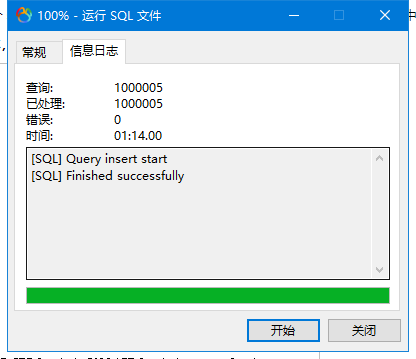 100% - 运行 SQL 文件
常规
信息日志
查询: 1000005
已处理: 1000005
错误: 0
时间: 01:14.00
[SQL] Query insert start
[SQL] Finished successfully
开始
关闭